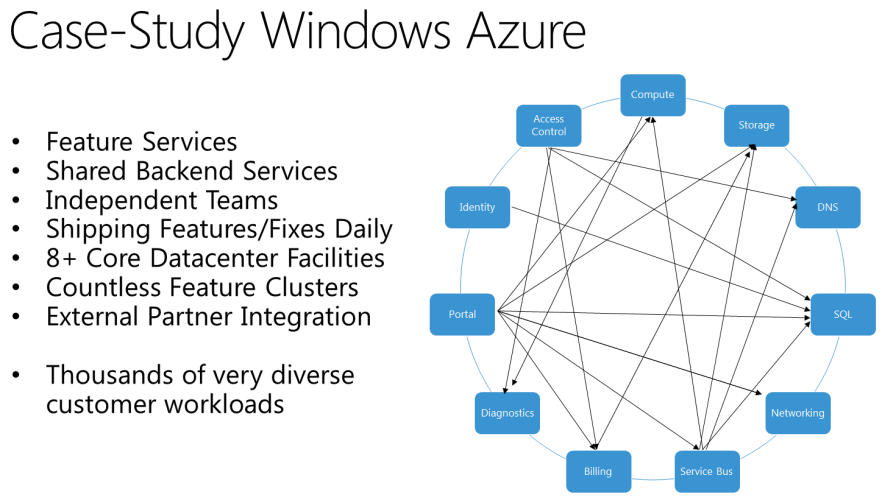 Case-Study Windows Azure
• Feature Services
• Shared Backend Services
• Independent Teams
• Shipping Features/Fixes Daily
• 8+ Core Datacenter Facilities
• Countless Feature Clusters
• External Partner Integration
• Thousands of very diverse
customer workloads
Compute
Access
Control
Storage
Identity
DNS
Portal
SQL
Diagnostics
Networking
Billing
Service Bus